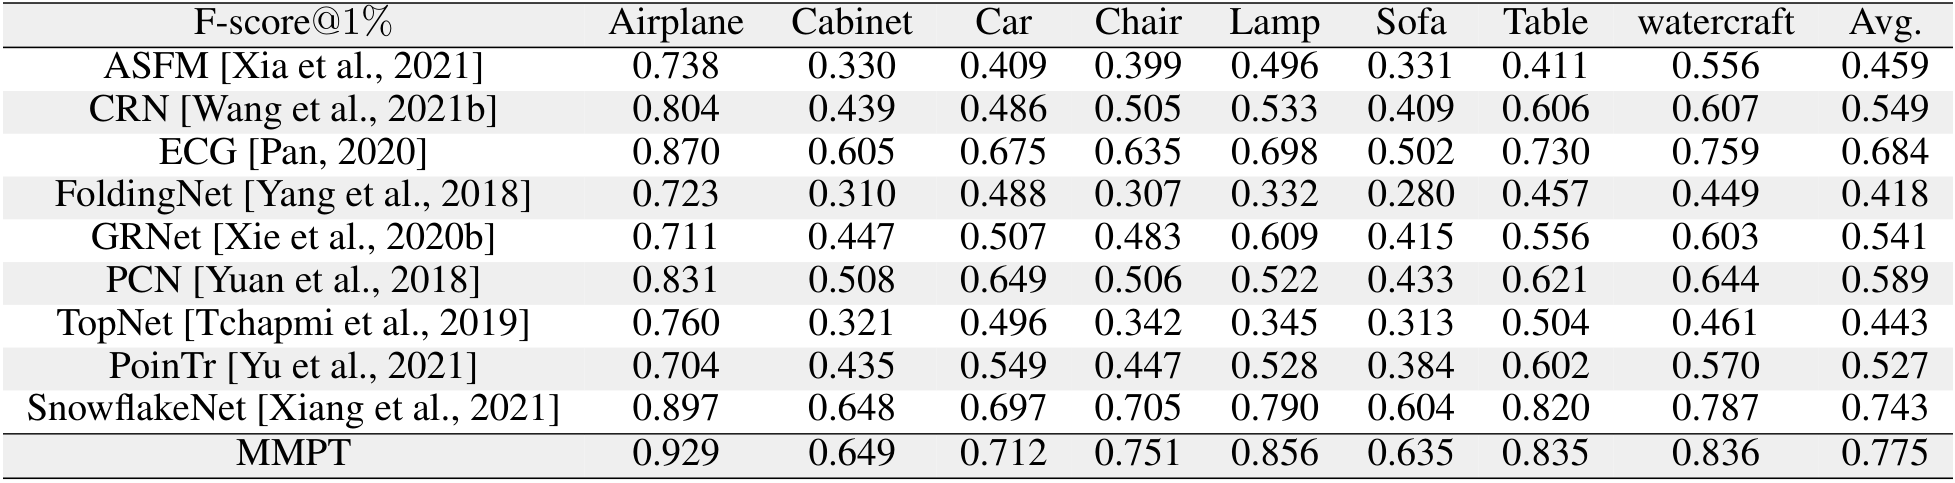 F-score@1% Airplane Cabinet Car Chair Lamp Sofa Table watercraft Avg.
ASFM [Xia et al., 2021] 0.738 0.330 0.409 0.399 0.496 0.331 0.411 0.556 0.459
CRN [Wang et al., 2021b] 0.804 0.439 0.486 0.505 0.533 0.409 0.606 0.607 0.549
ECG [Pan, 2020] 0.870 0.605 0.675 0.635 0.698 0.502 0.730 0.759 0.684
FoldingNet [Yang et al., 2018] 0.723 0.310 0.488 0.307 0.332 0.280 0.457 0.449 0.418
GRNet [Xie et al., 2020b] 0.711 0.447 0.507 0.483 0.609 0.415 0.556 0.603 0.541
PCN [Yuan et al., 2018] 0.831 0.508 0.649 0.506 0.522 0.433 0.621 0.644 0.589
TopNet [Tchapmi et al., 2019] 0.760 0.321 0.496 0.342 0.345 0.313 0.504 0.461 0.443
PoinTr [Yu et al., 2021] 0.704 0.435 0.549 0.447 0.528 0.384 0.602 0.570 0.527
SnowflakeNet [Xiang et al., 2021] 0.897 0.648 0.697 0.705 0.790 0.604 0.820 0.787 0.743
MMPT 0.929 0.649 0.712 0.751 0.856 0.635 0.835 0.836 0.775